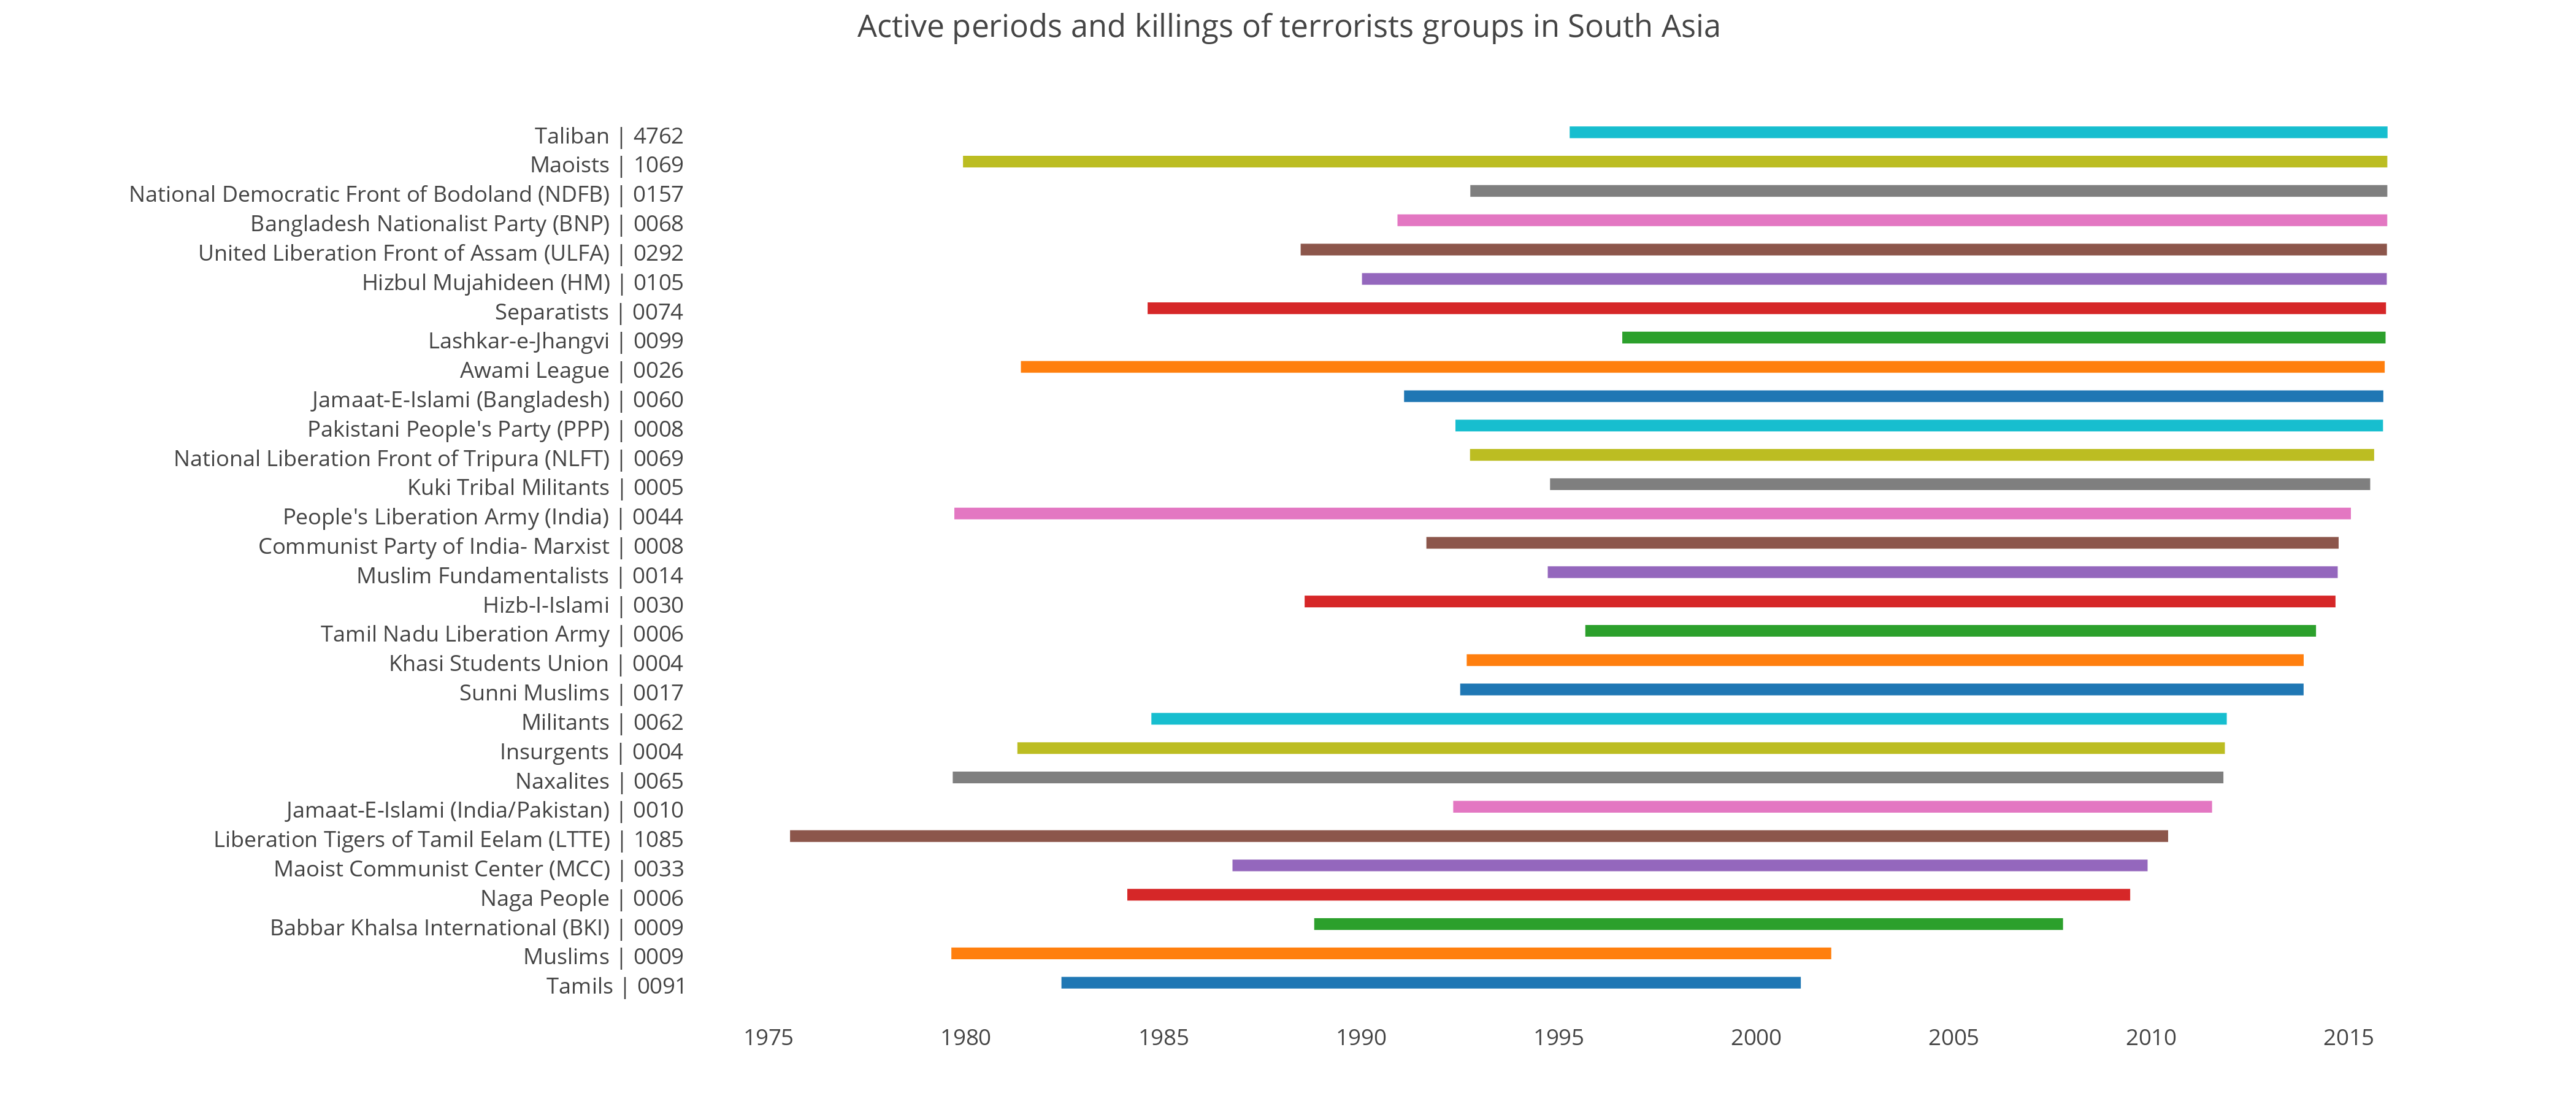 Active periods and killings of terrorists groups in South Asia
Taliban | 4762
Maoists | 1069
National Democratic Front of Bodoland (NDFB) | 0157
Bangladesh Nationalist Party (BNP) | 0068
United Liberation Front of Assam (ULFA) | 0292
Hizbul Mujahideen (HM) | 0105
Separatists | 0074
Lashkar-e-Jhangvi | 0099
Awami League | 0026
Jamaat-E-Islami (Bangladesh) | 0060
Pakistani People's Party (PPP) | 0008
National Liberation Front of Tripura (NLFT) | 0069
Kuki Tribal Militants | 0005
People's Liberation Army (India) | 0044
Communist Party of India- Marxist | 0008
Muslim Fundamentalists | 0014
Hizb-I-Islami | 0030
Tamil Nadu Liberation Army | 0006
Khasi Students Union | 0004
Sunni Muslims | 0017
Militants | 0062
Insurgents | 0004
Naxalites | 0065
Jamaat-E-Islami (India/Pakistan) | 0010
Liberation Tigers of Tamil Eelam (LTTE) | 1085
Maoist Communist Center (MCC) | 0033
Naga People | 0006
Babbar Khalsa International (BKI) | 0009
Muslims | 0009
Tamils | 0091
1975 1980 1985 1990 1995 2000 2005 2010 2015